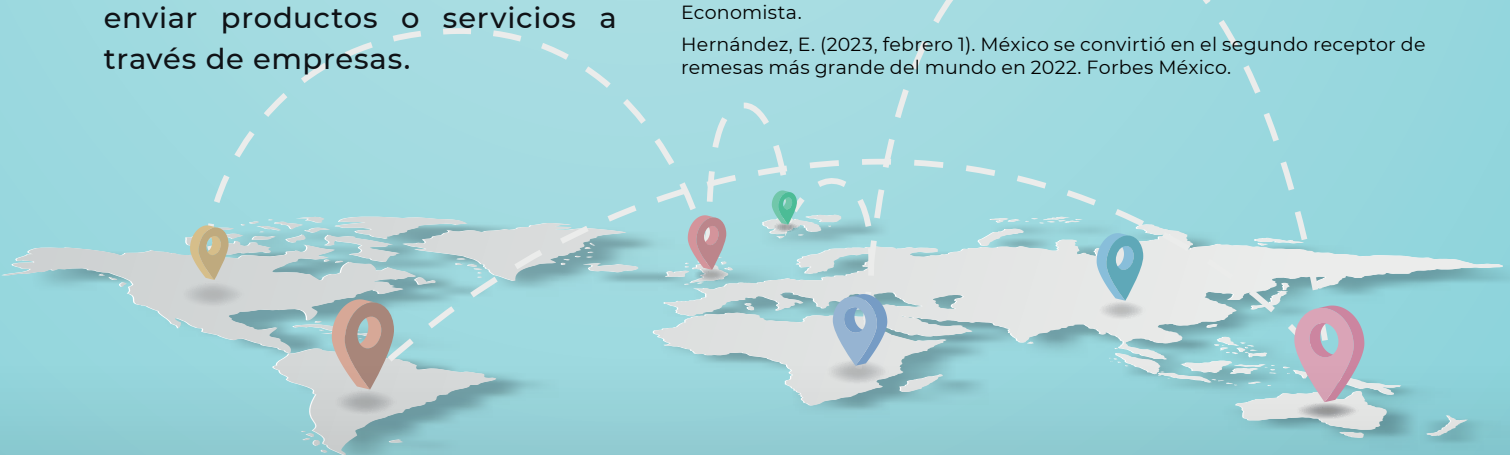 enviar productos o servicios a
través de empresas.
Economista.
Hernández, E. (2023, febrero 1). México se convirtió en el segundo receptor de
remesas más grande del mundo en 2022. Forbes México.